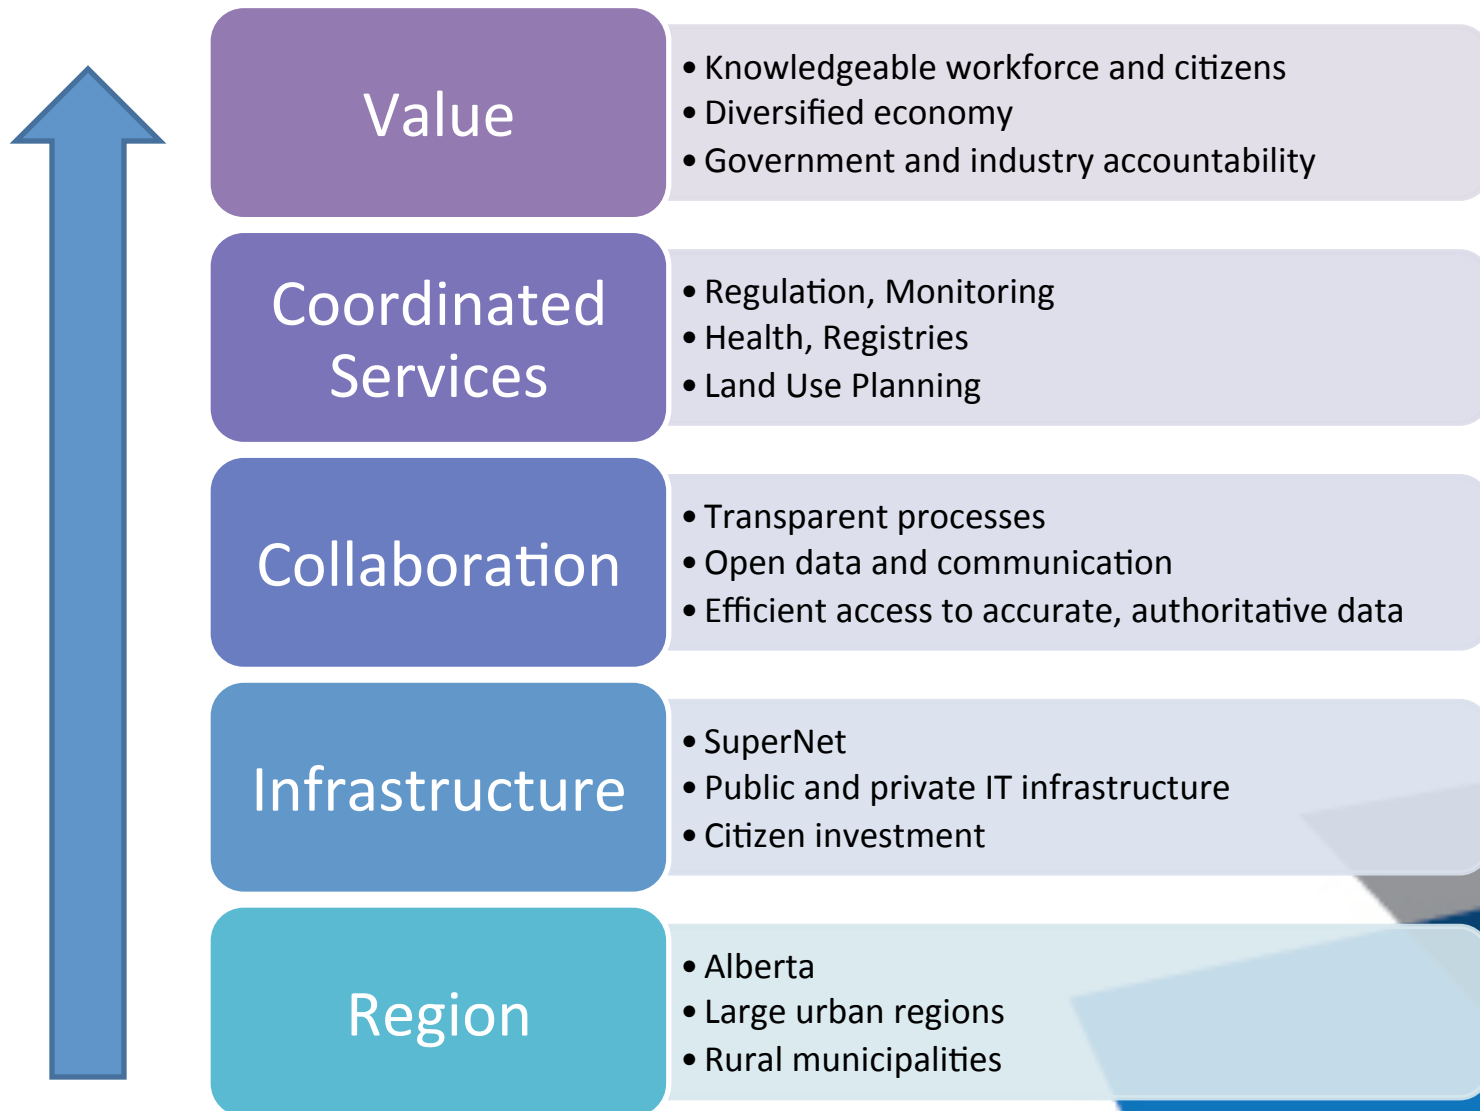 Value
• Knowledgeable workforce and citizens
• Diversified economy
• Government and industry accountability
Coordinated
Services
• Regulation, Monitoring
• Health, Registries
• Land Use Planning
Collaboration
• Transparent processes
• Open data and communication
• Efficient access to accurate, authoritative data
Infrastructure
• SuperNet
• Public and private IT infrastructure
• Citizen investment
Region
• Alberta
• Large urban regions
• Rural municipalities